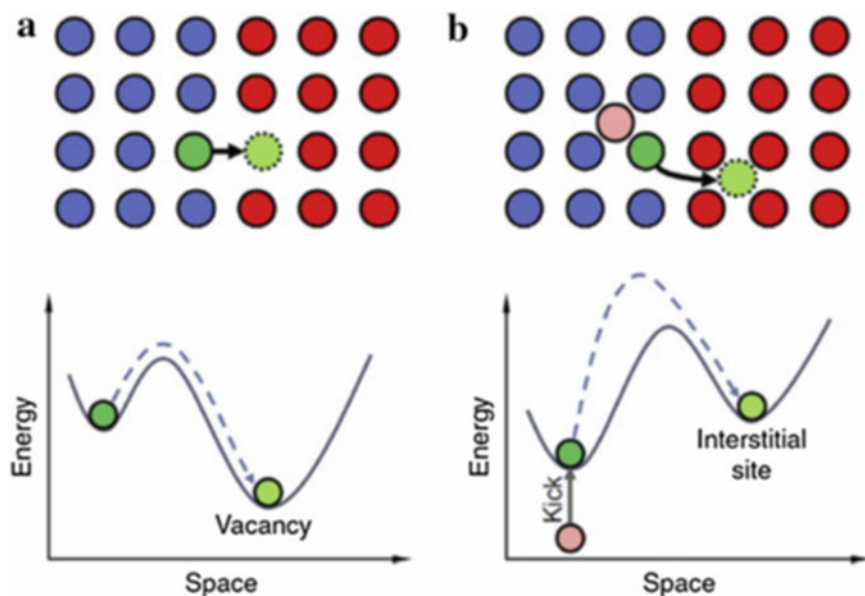 a
b
Energy
Vacancy
Space
Energy
Kick
Interstitial
site
Space